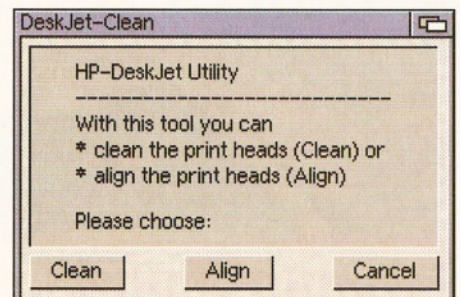 DeskJet-Clean
HP-DeskJet Utility
------------------------------
With this tool you can
* clean the print heads (Clean) or
* align the print heads (Align)
Please choose:
Clean Align Cancel